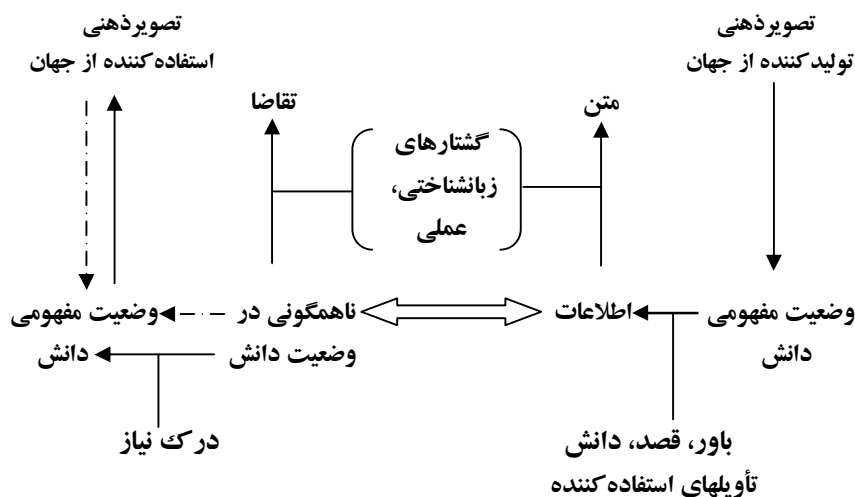 تصویرذهنی
تولیدکننده از جهان
تصویرذهنی
استفاده‌کننده از جهان
متن
تقاضا
گشتارهای
زبانشناختی،
عملی
وضعیت مفهومی
دانش
اطلاعات
ناهمگونی در
وضعیت دانش
وضعیت مفهومی
دانش
باور، قصد، دانش
تأویلهای استفاده‌کننده
درک نیاز